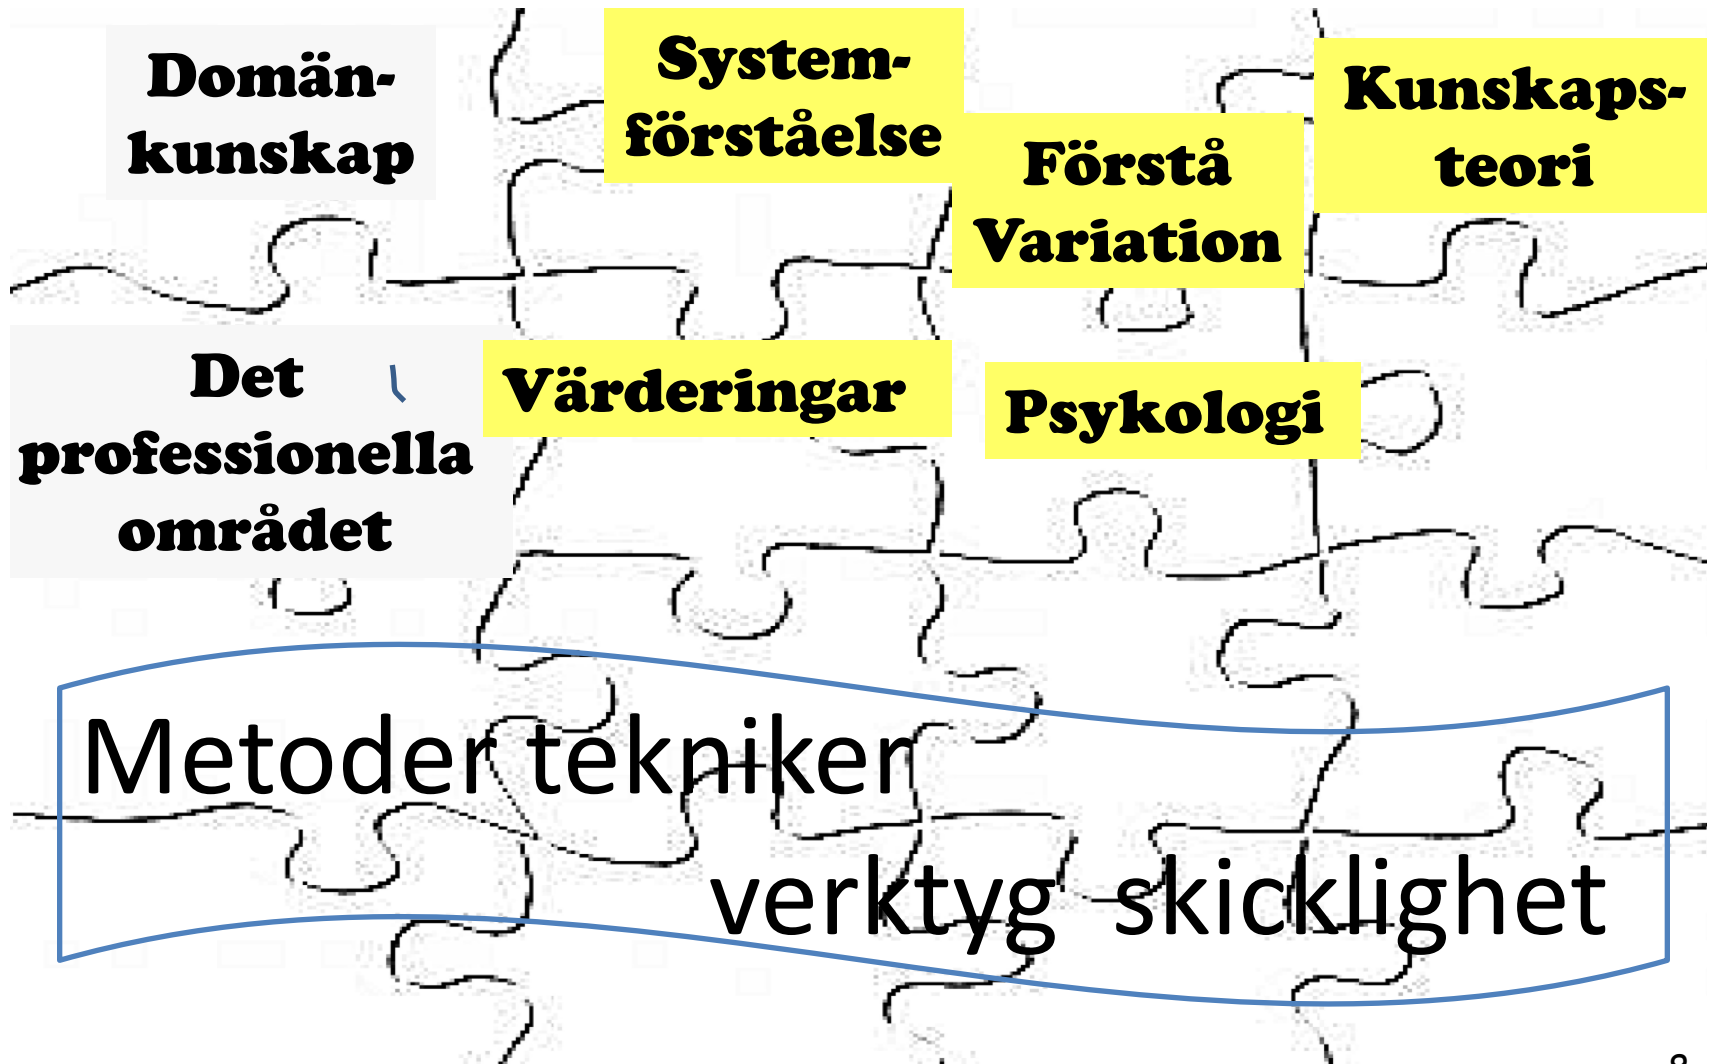 Domän-
kunskap
System-
förståelse
Förstå
Variation
Kunskaps-
teori
Det
professionella
området
Värderingar
Psykologi
Metoder tekniker
verktyg skicklighet